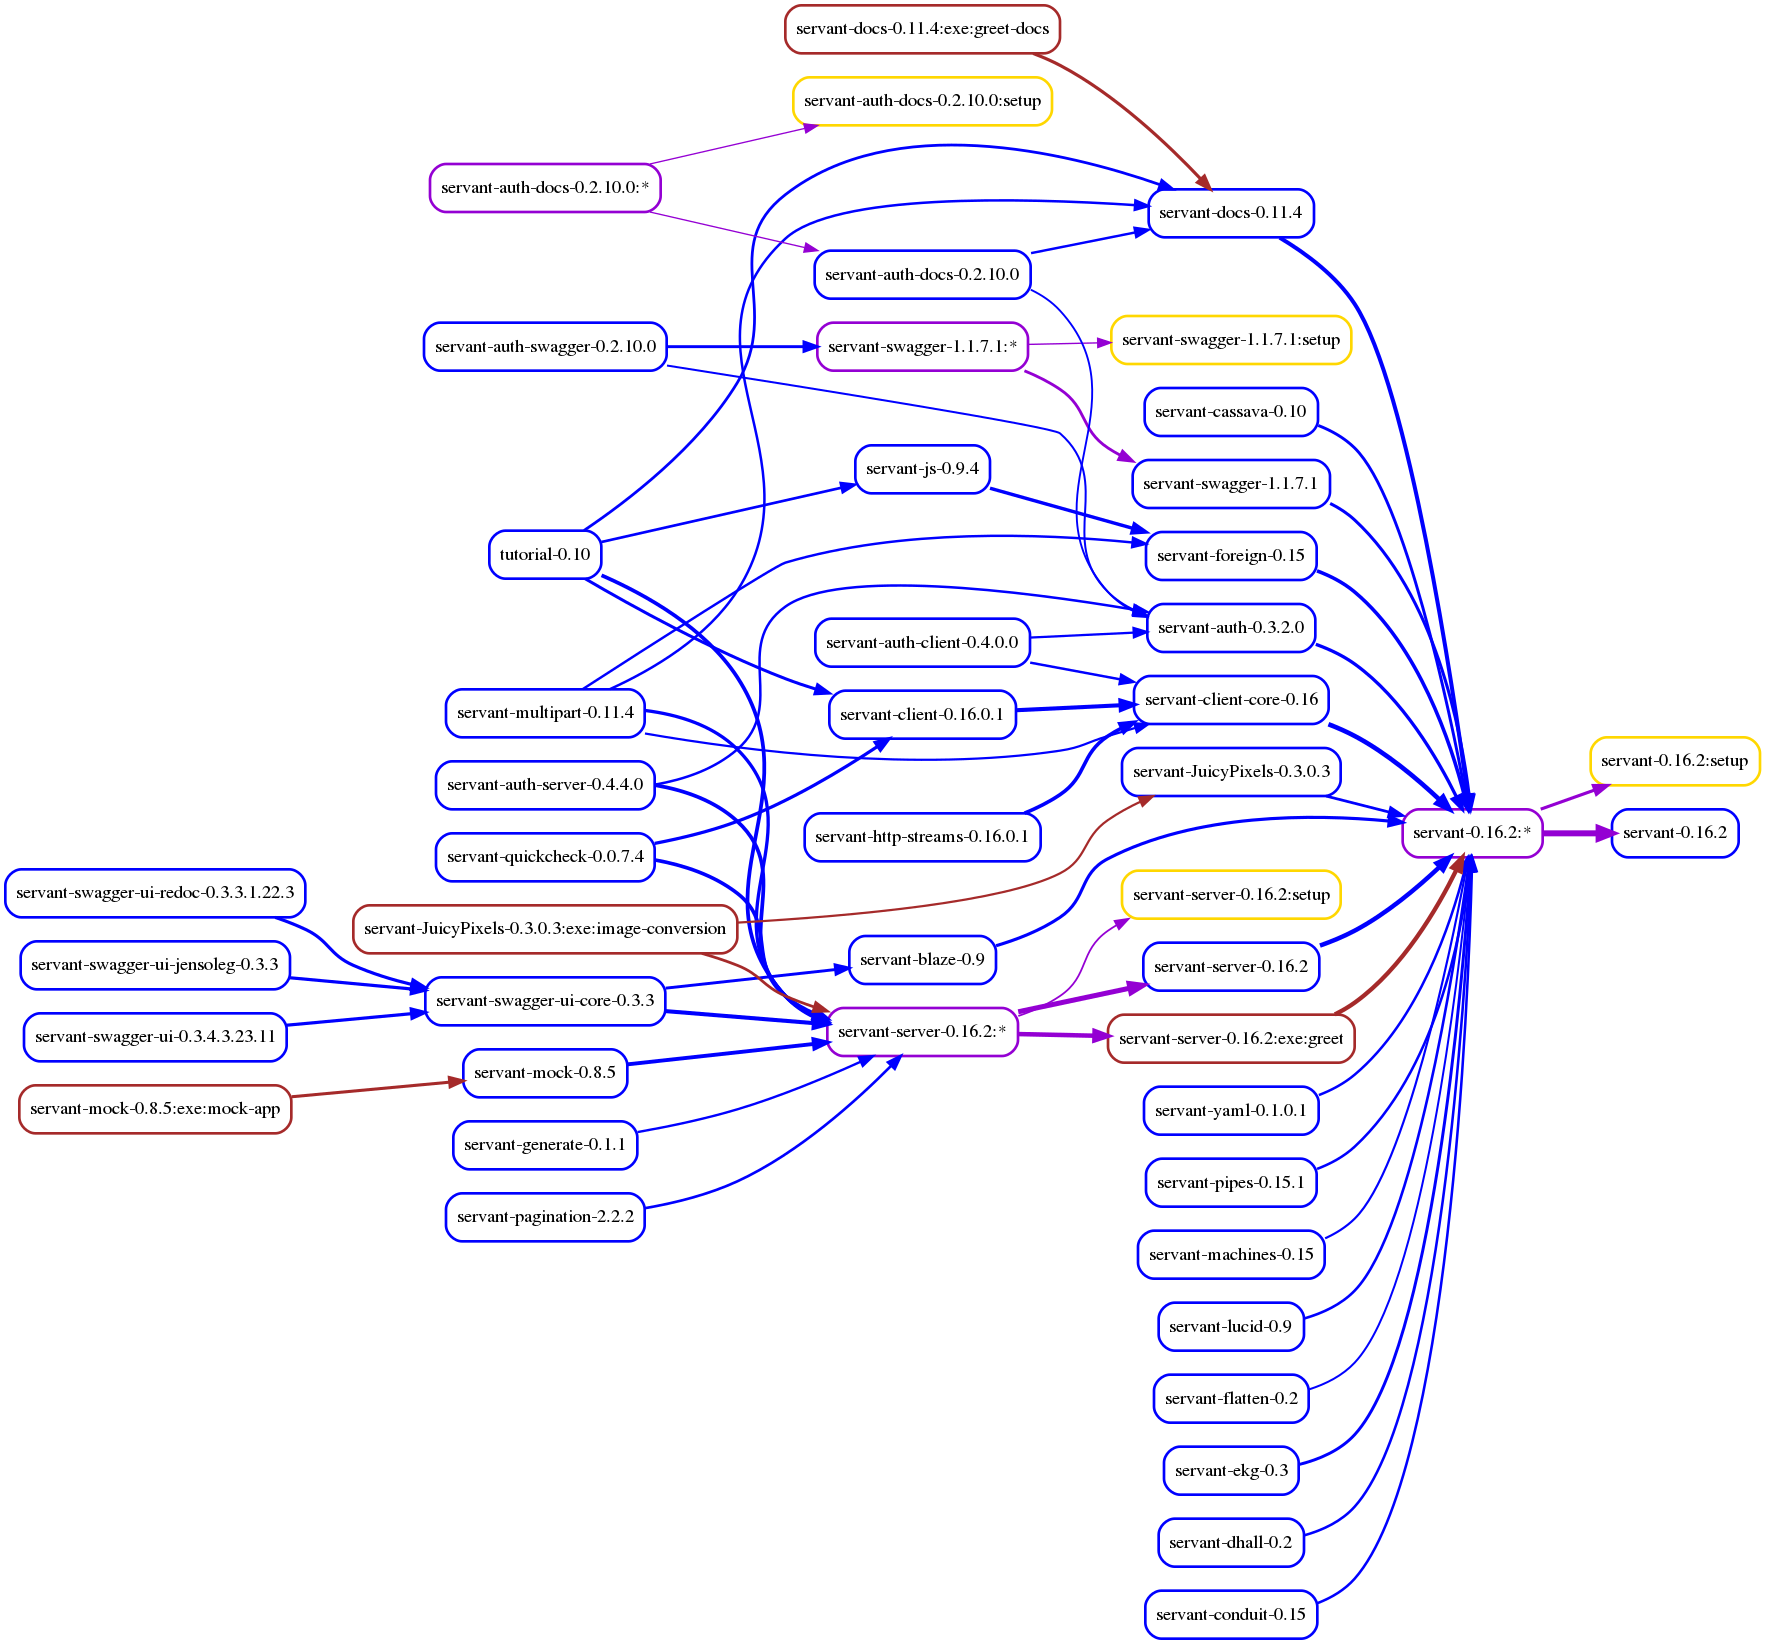 servant-docs-0.11.4:exe:greet-docs
servant-auth-docs-0.2.10.0:setup
servant-auth-docs-0.2.10.0:*
servant-docs-0.11.4
servant-auth-docs-0.2.10.0
servant-auth-swagger-0.2.10.0
servant-swagger-1.1.7.1:*
servant-swagger-1.1.7.1:setup
servant-cassava-0.10
servant-js-0.9.4
servant-swagger-1.1.7.1
tutorial-0.10
servant-foreign-0.15
servant-auth-client-0.4.0.0
servant-auth-0.3.2.0
servant-multipart-0.11.4
servant-client-0.16.0.1
servant-client-core-0.16
servant-auth-server-0.4.4.0
servant-JuicyPixels-0.3.0.3
servant-0.16.2:setup
servant-http-streams-0.16.0.1
servant-0.16.2:*
servant-0.16.2
servant-quickcheck-0.0.7.4
servant-swagger-ui-redoc-0.3.3.1.22.3
servant-server-0.16.2:setup
servant-JuicyPixels-0.3.0.3:exe:image-conversion
servant-swagger-ui-jensoleg-0.3.3
servant-blaze-0.9
servant-server-0.16.2
servant-swagger-ui-core-0.3.3
servant-swagger-ui-0.3.4.3.23.11
servant-server-0.16.2:*
servant-server-0.16.2:exe:greet
servant-mock-0.8.5
servant-mock-0.8.5:exe:mock-app
servant-yaml-0.1.0.1
servant-generate-0.1.1
servant-pipes-0.15.1
servant-pagination-2.2.2
servant-machines-0.15
servant-lucid-0.9
servant-flatten-0.2
servant-ekg-0.3
servant-dhall-0.2
servant-conduit-0.15